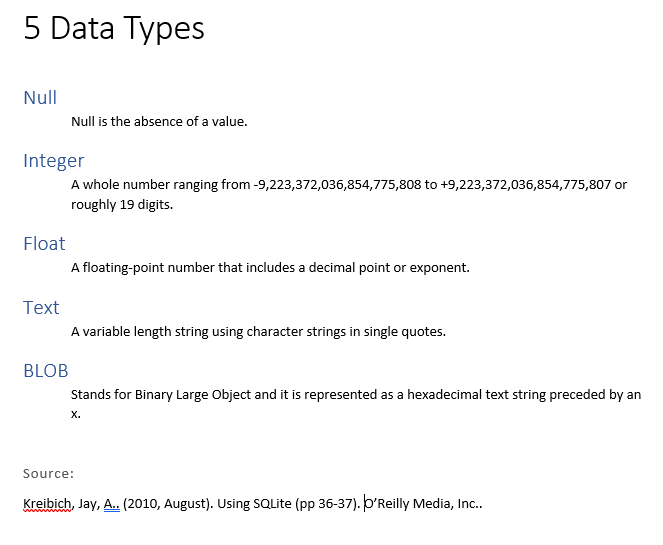 5 Data Types
Null
Null is the absence of a value.
Integer
A whole number ranging from -9,223,372,036,854,775,808 to +9,223,372,036,854,775,807 or
roughly 19 digits.
Float
A floating-point number that includes a decimal point or exponent.
Text
A variable length string using character strings in single quotes.
BLOB
Stands for Binary Large Object and it is represented as a hexadecimal text string preceded by an
x.
Source:
Kreibich, Jay, A.. (2010, August). Using SQLite (pp 36-37). O’Reilly Media, Inc..